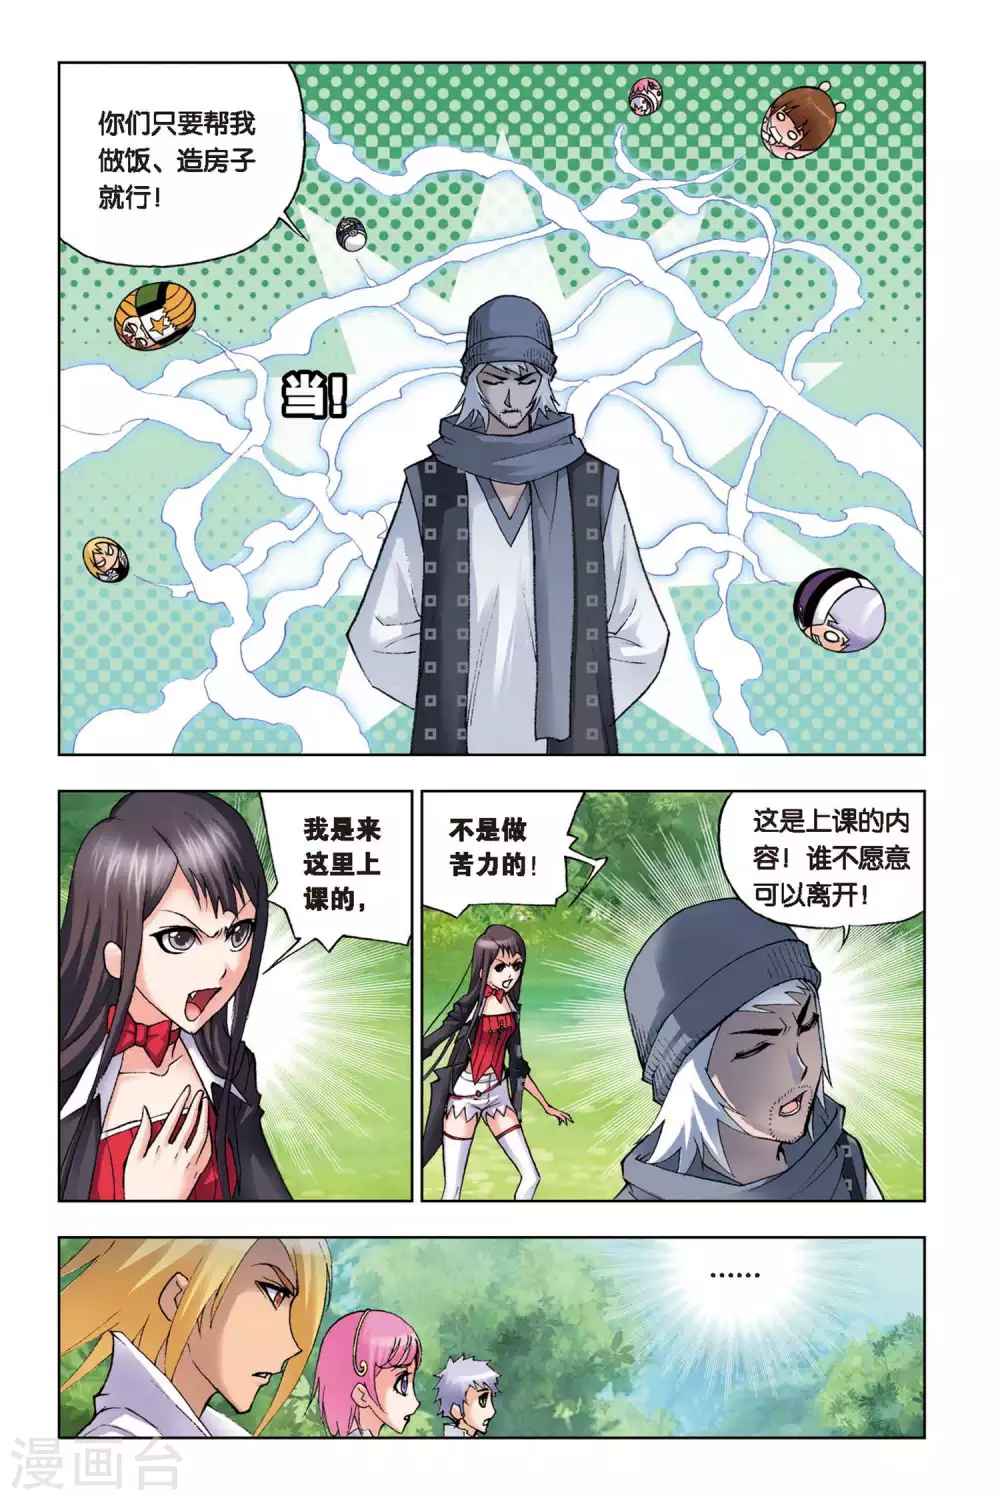 你们只要帮我
做饭、造房子
就行！
当！
我是来
这里上
课的，
不是做
苦力的！
这是上课的内
容！谁不愿意
可以离开！
……
漫画台